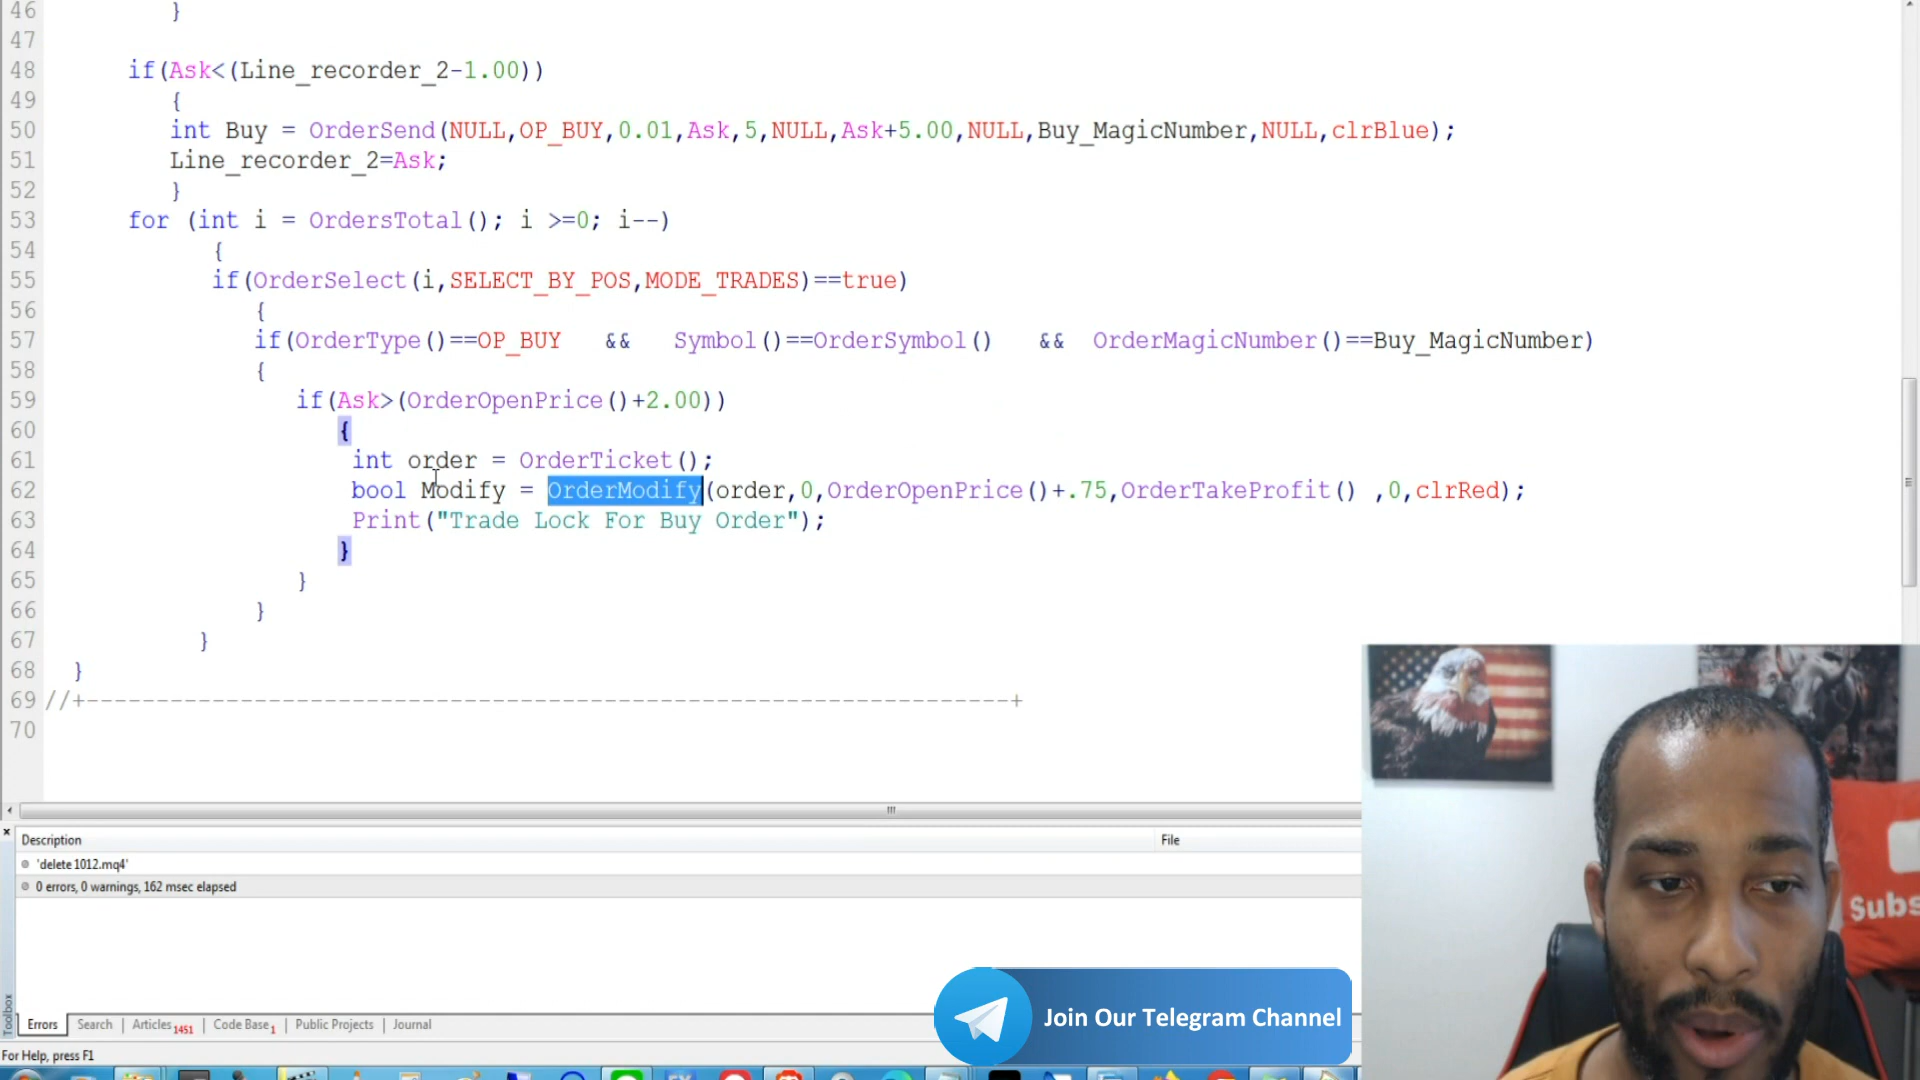 46 }
47
48 if(Ask<(Line_recorder_2-1.00))
49 {
50 int Buy = OrderSend(NULL,OP_BUY,0.01,Ask,5,NULL,Ask+5.00,NULL,Buy_MagicNumber,NULL,clrBlue);
51 Line_recorder_2=Ask;
52 }
53 for (int i = OrdersTotal(); i >=0; i--)
54 {
55 if(OrderSelect(i,SELECT_BY_POS,MODE_TRADES)==true)
56 {
57 if(OrderType()==OP_BUY && Symbol()==OrderSymbol() && OrderMagicNumber()==Buy_MagicNumber)
58 {
59 if(Ask>(OrderOpenPrice()+2.00))
60 {
61 int order = OrderTicket();
62 bool Modify = OrderModify(order,0,OrderOpenPrice()+.75,OrderTakeProfit() ,0,clrRed);
63 Print("Trade Lock For Buy Order");
64 }
65 }
66 }
67 }
68 }
69 //+------------------------------------------------------------------+
70
Description File
'delete 1012.mq4'
0 errors, 0 warnings, 162 msec elapsed
Toolbox
Errors | Search | Articles 1451 | Code Base 1 | Public Projects | Journal
For Help, press F1
Join Our Telegram Channel
Subs